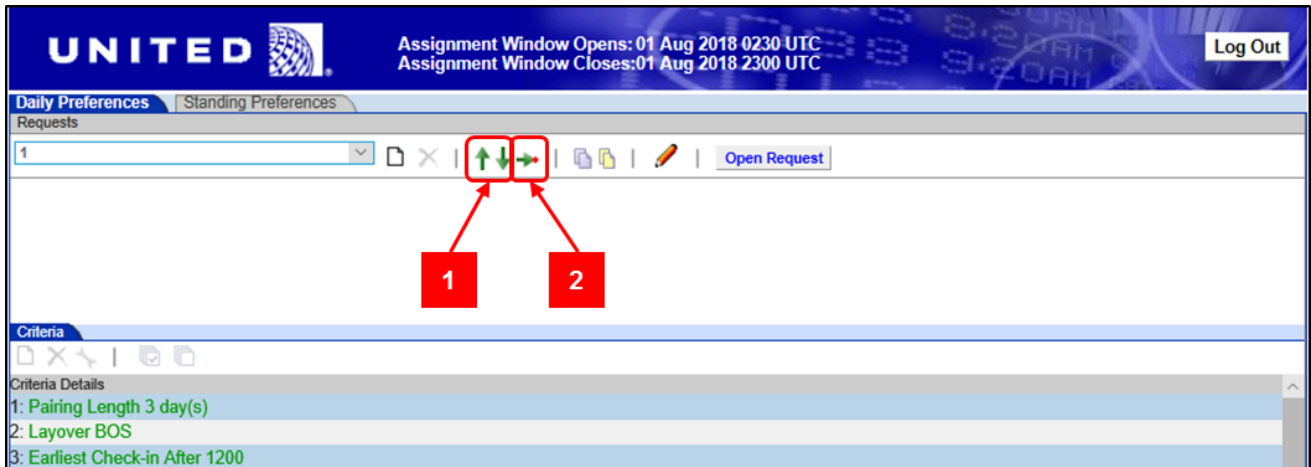 UNITED
Assignment Window Opens: 01 Aug 2018 0230 UTC
Assignment Window Closes:01 Aug 2018 2300 UTC
Log Out
Daily Preferences
Standing Preferences
Requests
1
Open Request
1
2
Criteria
Criteria Details
1: Pairing Length 3 day(s)
2: Layover BOS
3: Earliest Check-in After 1200